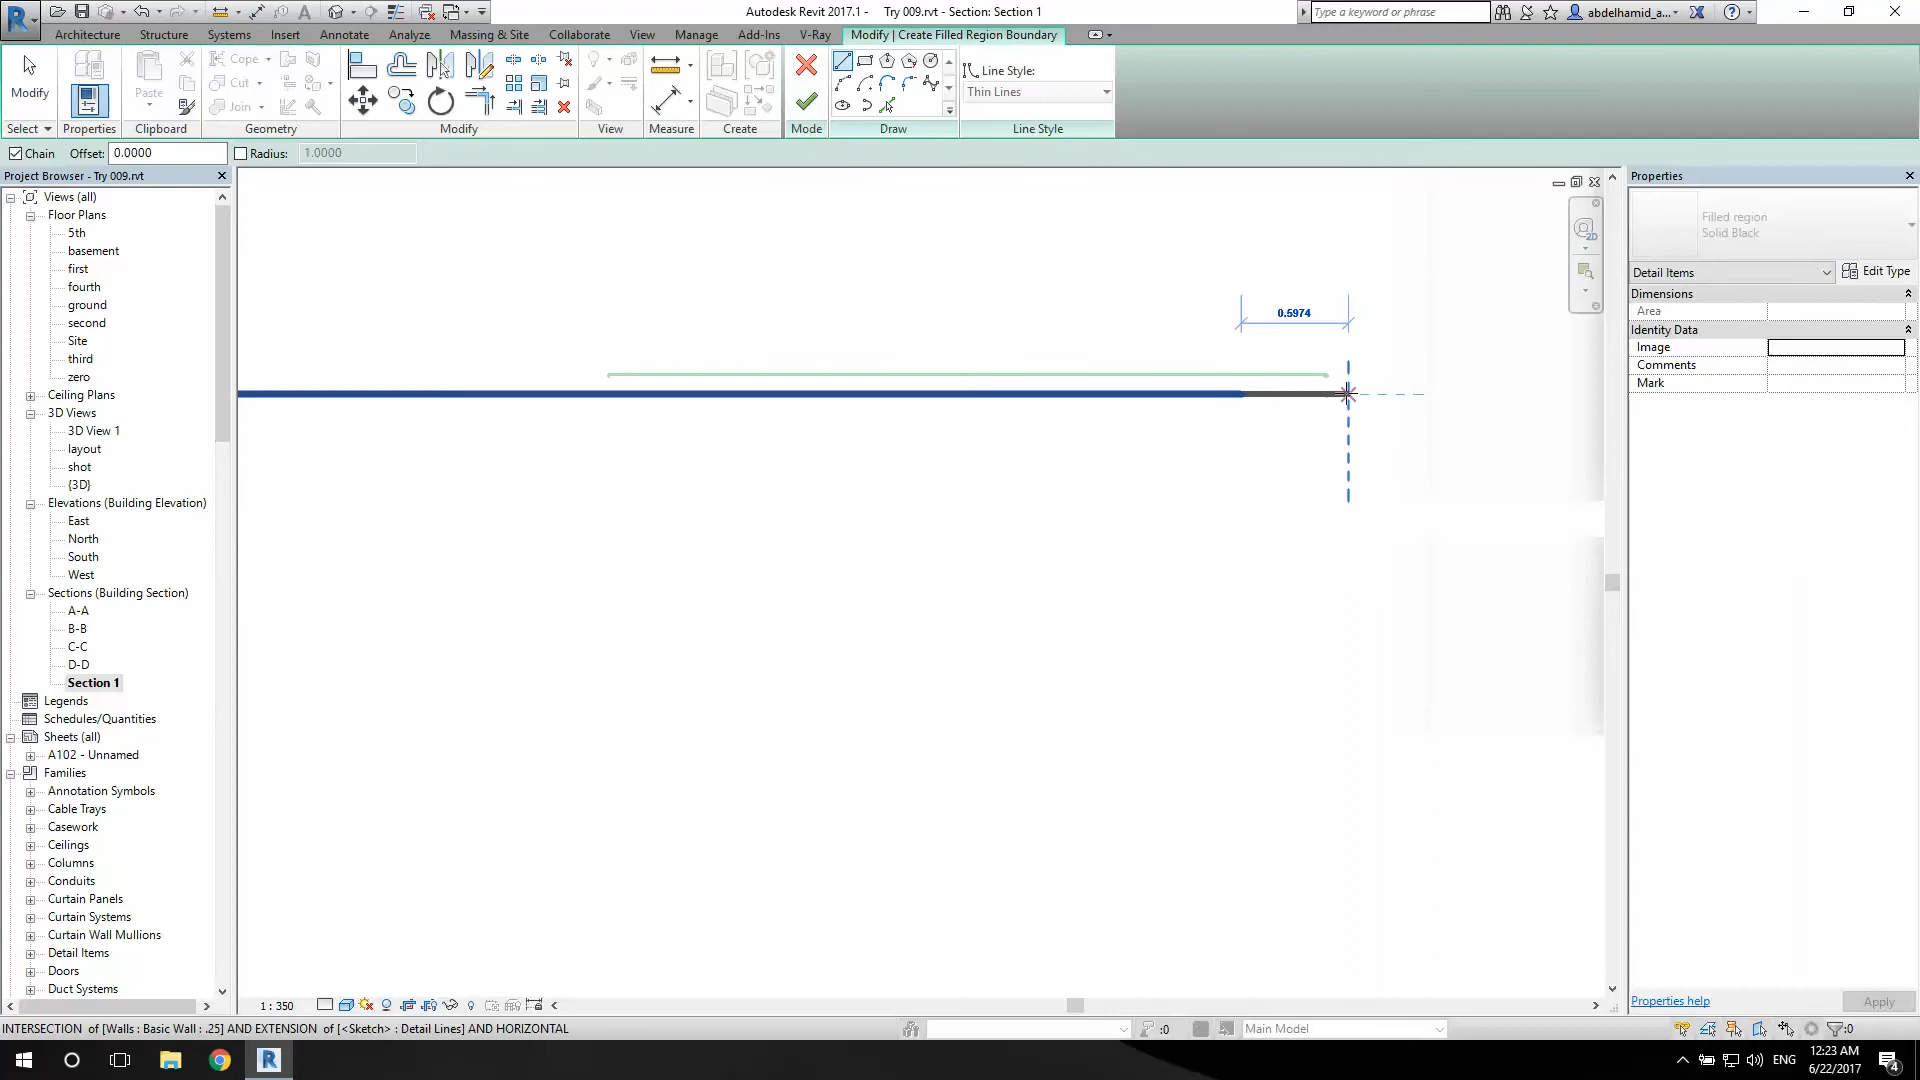 Autodesk Revit 2017.1 - Try 009.rvt - Section: Section 1
Type a keyword or phrase
abdelhamid_a...
Architecture Structure Systems Insert Annotate Analyze Massing & Site Collaborate View Manage Add-Ins V-Ray Modify | Create Filled Region Boundary
Modify
Paste
Cope
Cut
Join
Line Style:
Thin Lines
Select Properties Clipboard Geometry Modify View Measure Create Mode Draw Line Style
Chain Offset: 0.0000 Radius: 1.0000
Project Browser - Try 009.rvt
Views (all)
Floor Plans
5th
basement
first
fourth
ground
second
Site
third
zero
Ceiling Plans
3D Views
3D View 1
layout
shot
{3D}
Elevations (Building Elevation)
East
North
South
West
Sections (Building Section)
A-A
B-B
C-C
D-D
Section 1
Legends
Schedules/Quantities
Sheets (all)
A102 - Unnamed
Families
Annotation Symbols
Cable Trays
Casework
Ceilings
Columns
Conduits
Curtain Panels
Curtain Systems
Curtain Wall Mullions
Detail Items
Doors
Duct Systems
0.5974
2D
Properties
Filled region
Solid Black
Detail Items
Edit Type
Dimensions
Area
Identity Data
Image
Comments
Mark
Properties help
Apply
1 : 350
INTERSECTION of [Walls : Basic Wall : .25] AND EXTENSION of [<Sketch> : Detail Lines] AND HORIZONTAL
:0
Main Model
:0
ENG
12:23 AM
6/22/2017
4